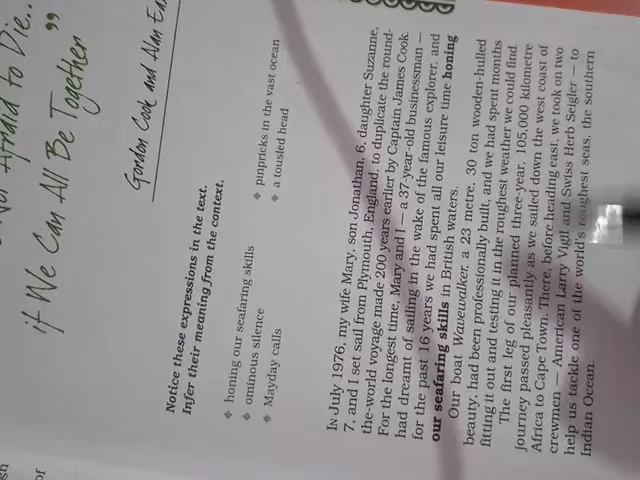 Afraid to Die..
if We Can All Be Together”
Gordon Cook and Alan
Notice these expressions in the text.
Infer their meaning from the context.
❖ honing our seafaring skills
❖ ominous silence
❖ Mayday calls
❖ pinpricks in the vast ocean
❖ a tousled head
IN July 1976, my wife Mary, son Jonathan, 6, daughter Suzanne,
7, and I set sail from Plymouth, England, to duplicate the round-
the-world voyage made 200 years earlier by Captain James Cook.
For the longest time, Mary and I — a 37-year-old businessman —
had dreamt of sailing in the wake of the famous explorer, and
for the past 16 years we had spent all our leisure time honing
our seafaring skills in British waters.
Our boat Wavewalker, a 23 metre, 30 ton wooden-hulled
beauty, had been professionally built, and we had spent months
fitting it out and testing it in the roughest weather we could find.
The first leg of our planned three-year, 105,000 kilometre
journey passed pleasantly as we sailed down the west coast of
Africa to Cape Town. There, before heading east, we took on two
crewmen — American Larry Vigil and Swiss Herb Seigler — to
help us tackle one of the world's roughest seas, the southern
Indian Ocean.
of